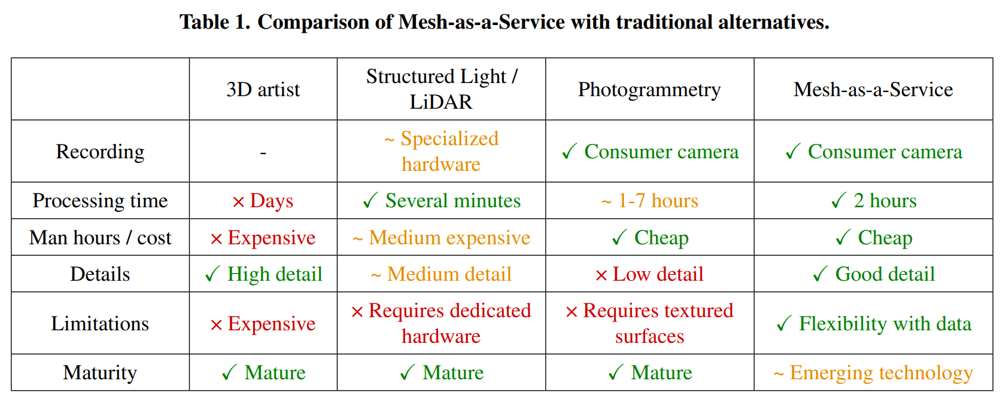 Table 1. Comparison of Mesh-as-a-Service with traditional alternatives.
3D artist
Structured Light /
LiDAR
Photogrammetry
Mesh-as-a-Service
Recording
-
~ Specialized
hardware
✓ Consumer camera
✓ Consumer camera
Processing time
× Days
✓ Several minutes
~ 1-7 hours
✓ 2 hours
Man hours / cost
× Expensive
~ Medium expensive
✓ Cheap
✓ Cheap
Details
✓ High detail
~ Medium detail
× Low detail
✓ Good detail
Limitations
× Expensive
× Requires dedicated
hardware
× Requires textured
surfaces
✓ Flexibility with data
Maturity
✓ Mature
✓ Mature
✓ Mature
~ Emerging technology